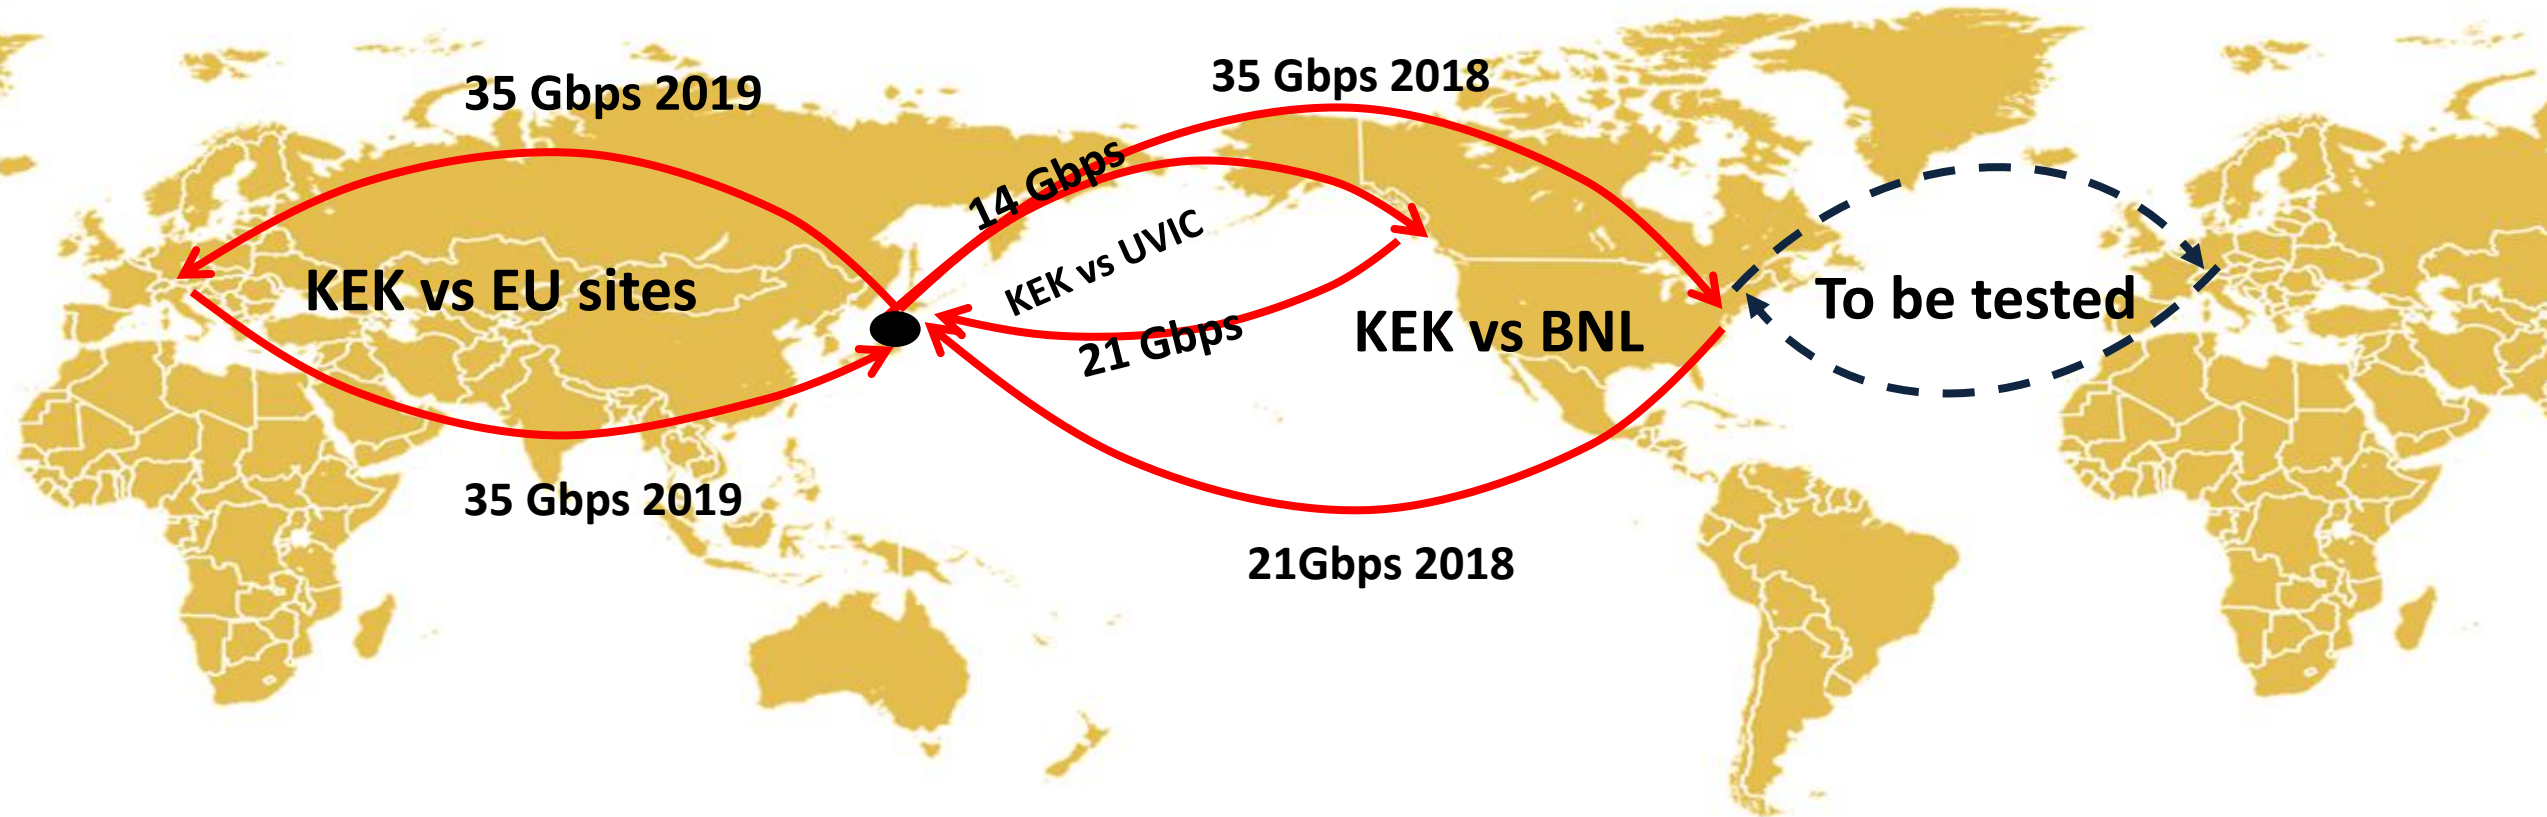 35 Gbps 2019
35 Gbps 2018
14 Gbps
KEK vs UVIC
KEK vs EU sites
To be tested
KEK vs BNL
21 Gbps
35 Gbps 2019
21Gbps 2018